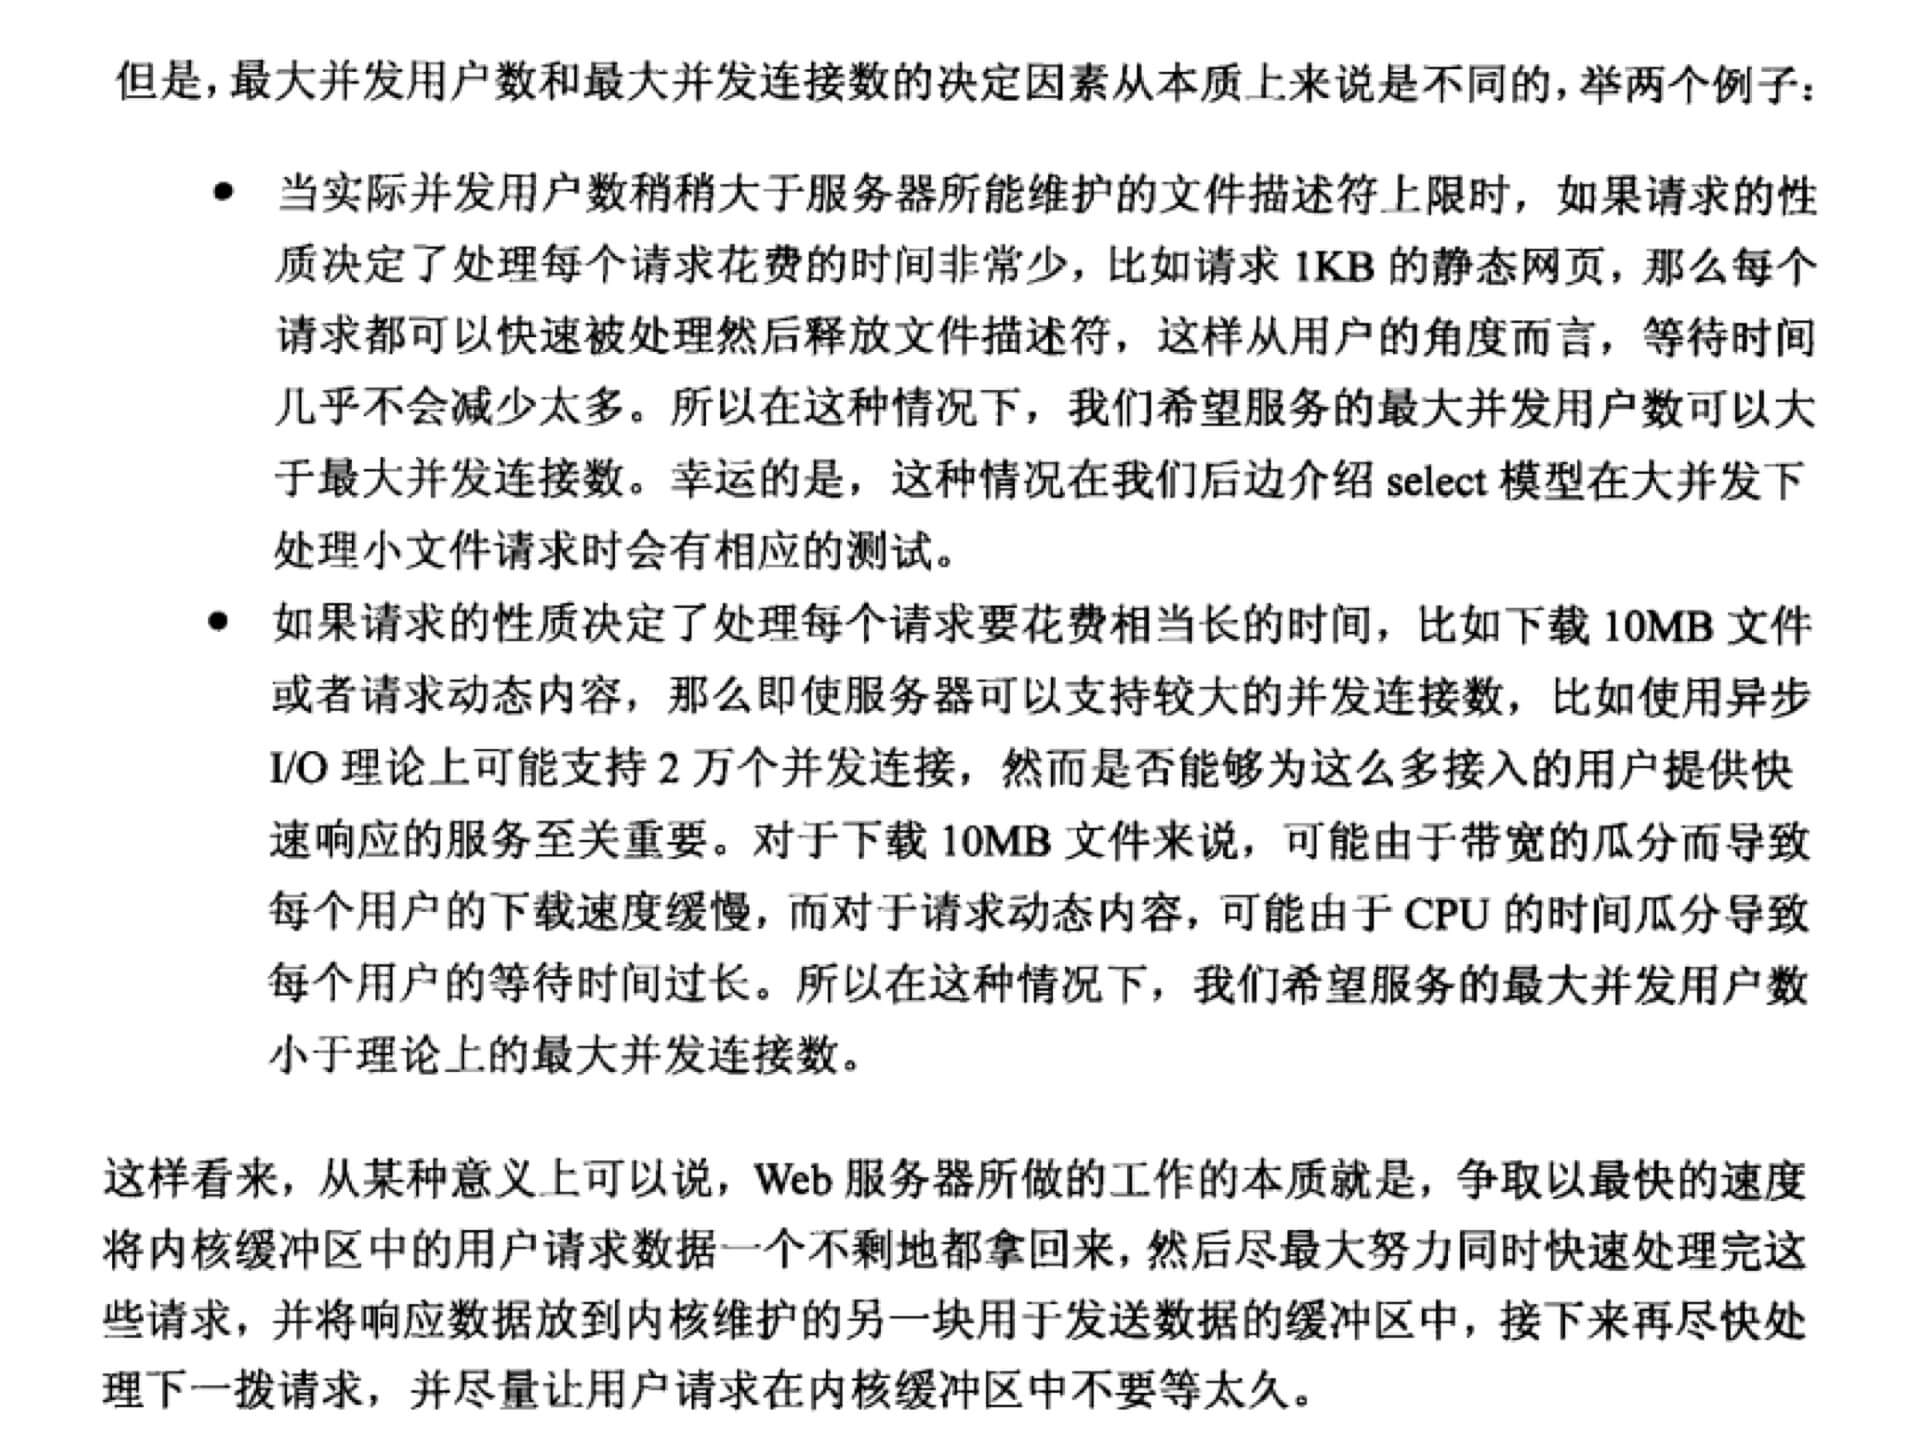 但是，最大并发用户数和最大并发连接数的决定因素从本质上来说是不同的，举两个例子：
● 当实际并发用户数稍稍大于服务器所能维护的文件描述符上限时，如果请求的性
质决定了处理每个请求花费的时间非常少，比如请求 1KB 的静态网页，那么每个
请求都可以快速被处理然后释放文件描述符，这样从用户的角度而言，等待时间
几乎不会减少太多。所以在这种情况下，我们希望服务的最大并发用户数可以大
于最大并发连接数。幸运的是，这种情况在我们后边介绍 select 模型在大并发下
处理小文件请求时会有相应的测试。
● 如果请求的性质决定了处理每个请求要花费相当长的时间，比如下载 10MB 文件
或者请求动态内容，那么即使服务器可以支持较大的并发连接数，比如使用异步
I/O 理论上可能支持 2 万个并发连接，然而是否能够为这么多接入的用户提供快
速响应的服务至关重要。对于下载 10MB 文件来说，可能由于带宽的瓜分而导致
每个用户的下载速度缓慢，而对于请求动态内容，可能由于 CPU 的时间瓜分导致
每个用户的等待时间过长。所以在这种情况下，我们希望服务的最大并发用户数
小于理论上的最大并发连接数。
这样看来，从某种意义上可以说，Web 服务器所做的工作的本质就是，争取以最快的速度
将内核缓冲区中的用户请求数据一个不剩地都拿回来，然后尽最大努力同时快速处理完这
些请求，并将响应数据放到内核维护的另一块用于发送数据的缓冲区中，接下来再尽快处
理下一拨请求，并尽量让用户请求在内核缓冲区中不要等太久。